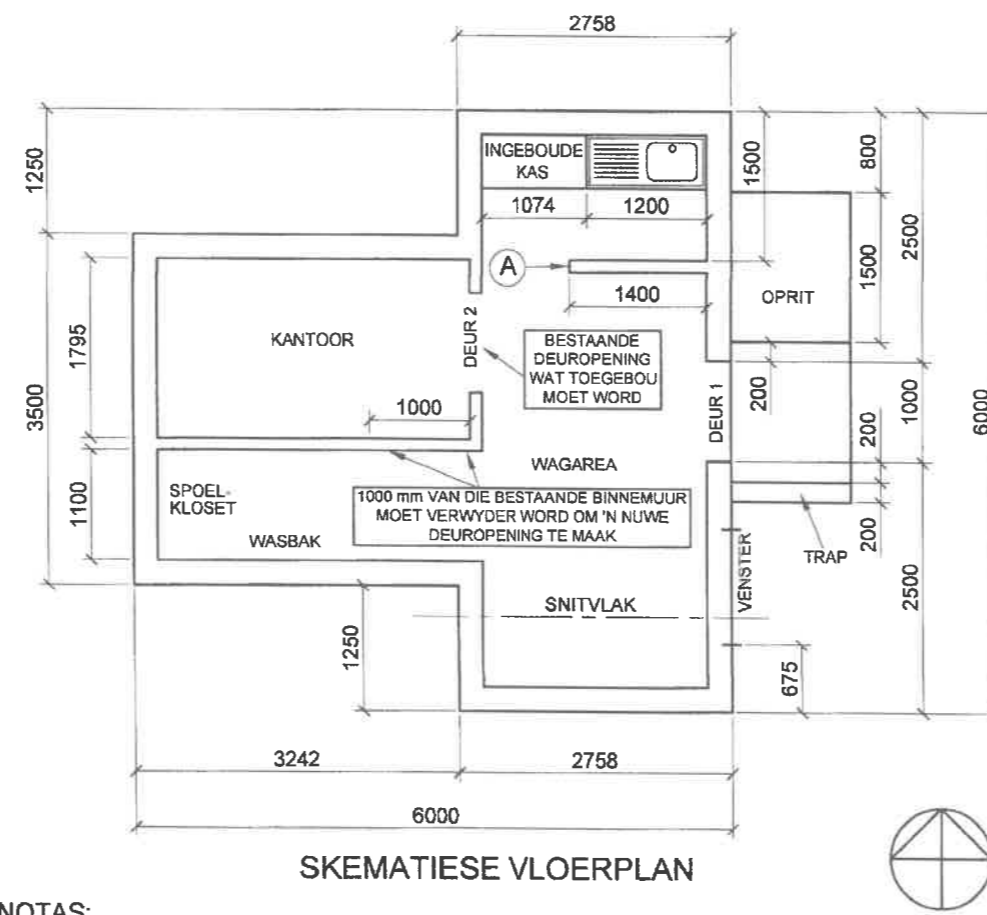 2758
1250
INGEBOUDE
KAS
1074
1200
1500
800
2500
1500
A
1400
OPRIT
3500
1795
KANTOOR
DEUR 2
BESTAANDE
DEUROPENING
WAT TOEGEBOU
MOET WORD
1000
DEUR 1
200
1000
6000
WAGAREA
200
1100
SPOEL-
KLOSET
WASBAK
1000 mm VAN DIE BESTAANDE BINNEMUUR
MOET VERWYDER WORD OM 'N NUWE
DEUROPENING TE MAAK
200
TRAP
VENSTER
SNITVLAK
2500
1250
675
3242
2758
6000
SKEMATIESE VLOERPLAN
NOTAS: